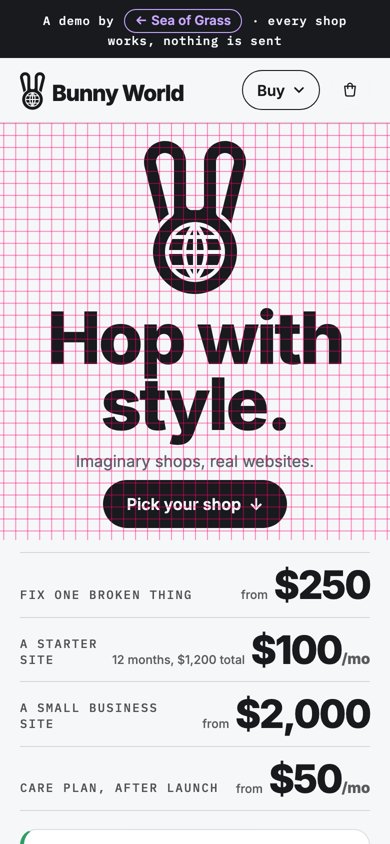 A demo by ← Sea of Grass · every shop
works, nothing is sent
Bunny World
Buy
Hop with
style.
Imaginary shops, real websites.
Pick your shop ↓
FIX ONE BROKEN THING from $250
A STARTER
SITE 12 months, $1,200 total $100/mo
A SMALL BUSINESS
SITE from $2,000
CARE PLAN, AFTER LAUNCH from $50/mo